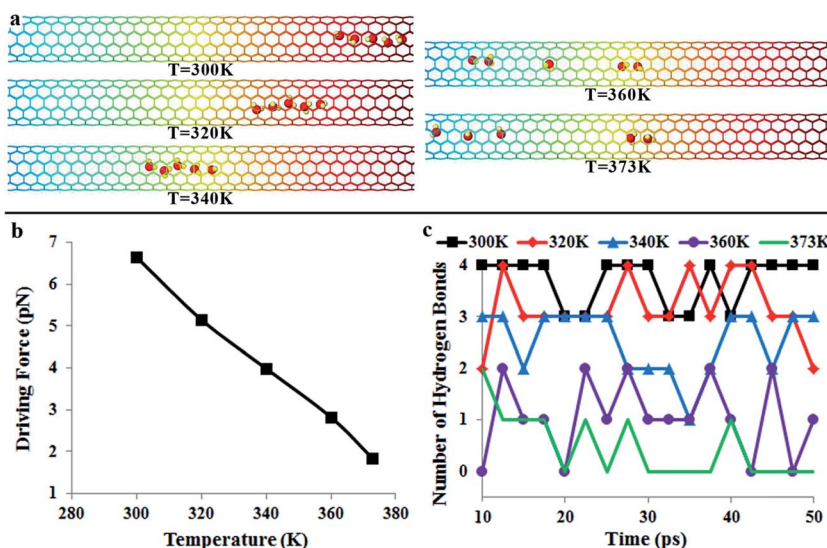 a
T=300K
T=320K
T=340K
T=360K
T=373K
b
7
6
5
4
3
2
1
280 300 320 340 360 380
Driving Force (pN)
Temperature (K)
c
300K 320K 340K 360K 373K
4
3
2
1
0
10 20 30 40 50
Number of Hydrogen Bonds
Time (ps)